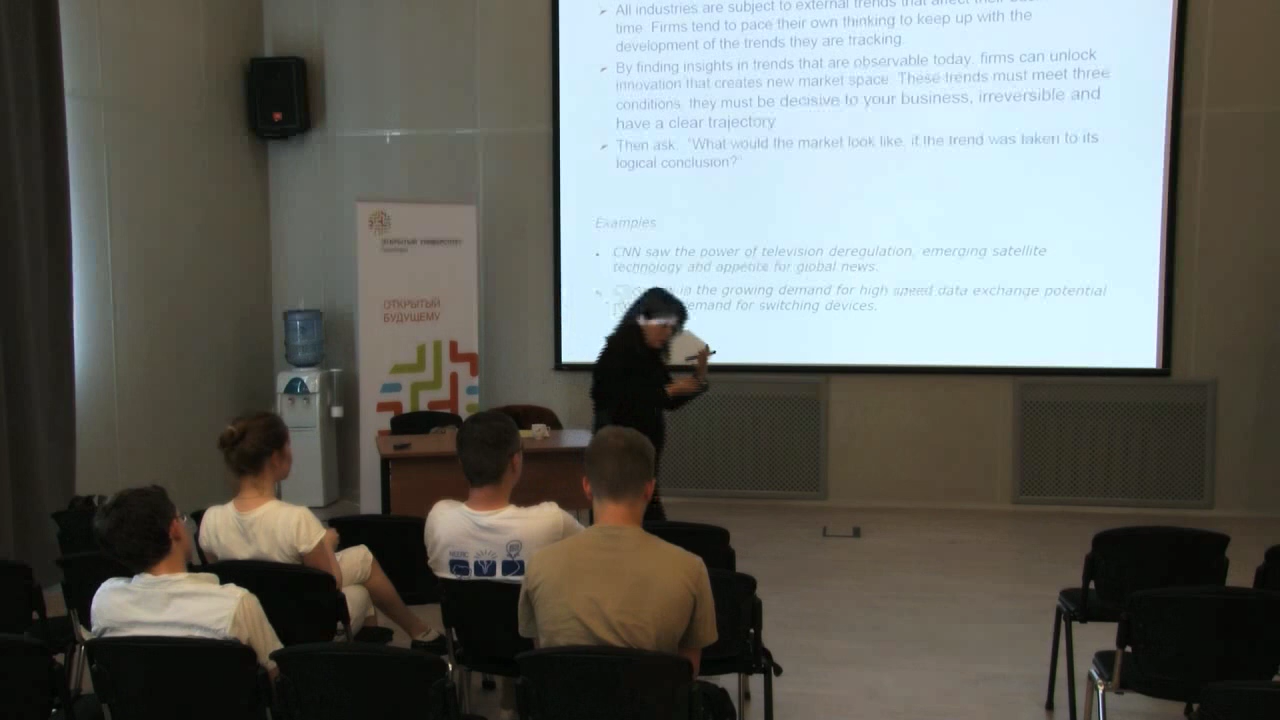 All industries are subject to external trends that affect their
time. Firms tend to pace their own thinking to keep up with the
development of the trends they are tracking.
By finding insights in trends that are observable today, firms can unlock
innovation that creates new market space. These trends must meet three
conditions, they must be decisive to your business, irreversible and
have a clear trajectory
Then ask. "What would the market look like, if the trend was taken to its
logical conclusion?"
Examples
CNN saw the power of television deregulation, emerging satellite
technology and appetite for global news.
in the growing demand for high speed data exchange potential
demand for switching devices.
ОТКРЫТЫЙ УНИВЕРСИТЕТ
ОТКРЫТЫЙ
БУДУЩЕМУ